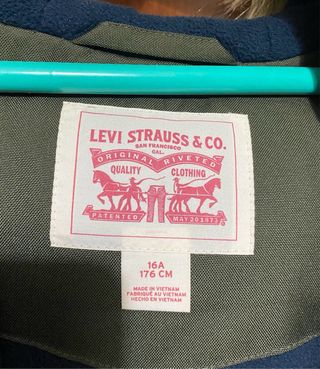 LEVI STRAUSS & CO.
SAN FRANCISCO
CAL.
ORIGINAL RIVETED
QUALITY CLOTHING
PATENTED MAY 20 1873
16A
176 CM
MADE IN VIETNAM
FABRIQUÉ AU VIETNAM
HECHO EN VIETNAM